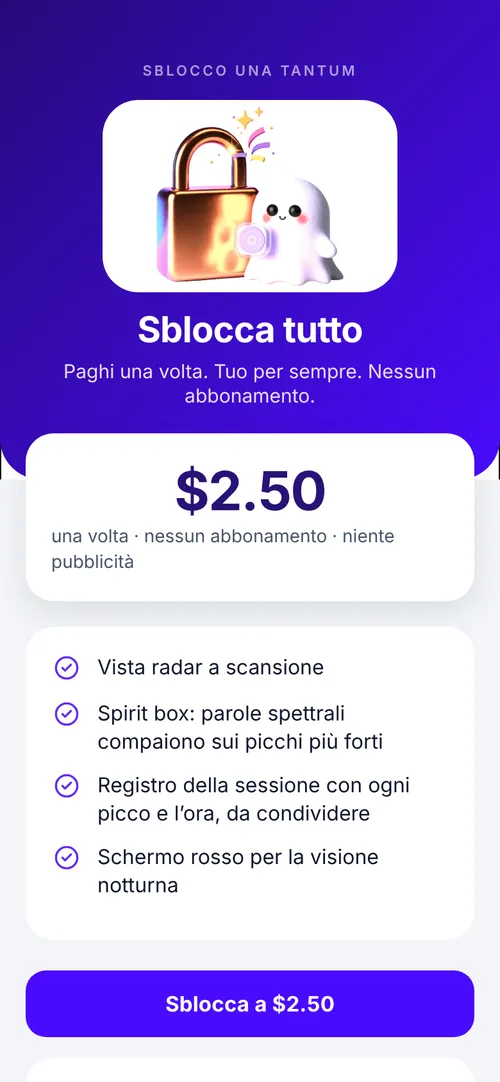 SBLOCCO UNA TANTUM
Sblocca tutto
Paghi una volta. Tuo per sempre. Nessun
abbonamento.
$2.50
una volta · nessun abbonamento · niente
pubblicità
Vista radar a scansione
Spirit box: parole spettrali
compaiono sui picchi più forti
Registro della sessione con ogni
picco e l’ora, da condividere
Schermo rosso per la visione
notturna
Sblocca a $2.50